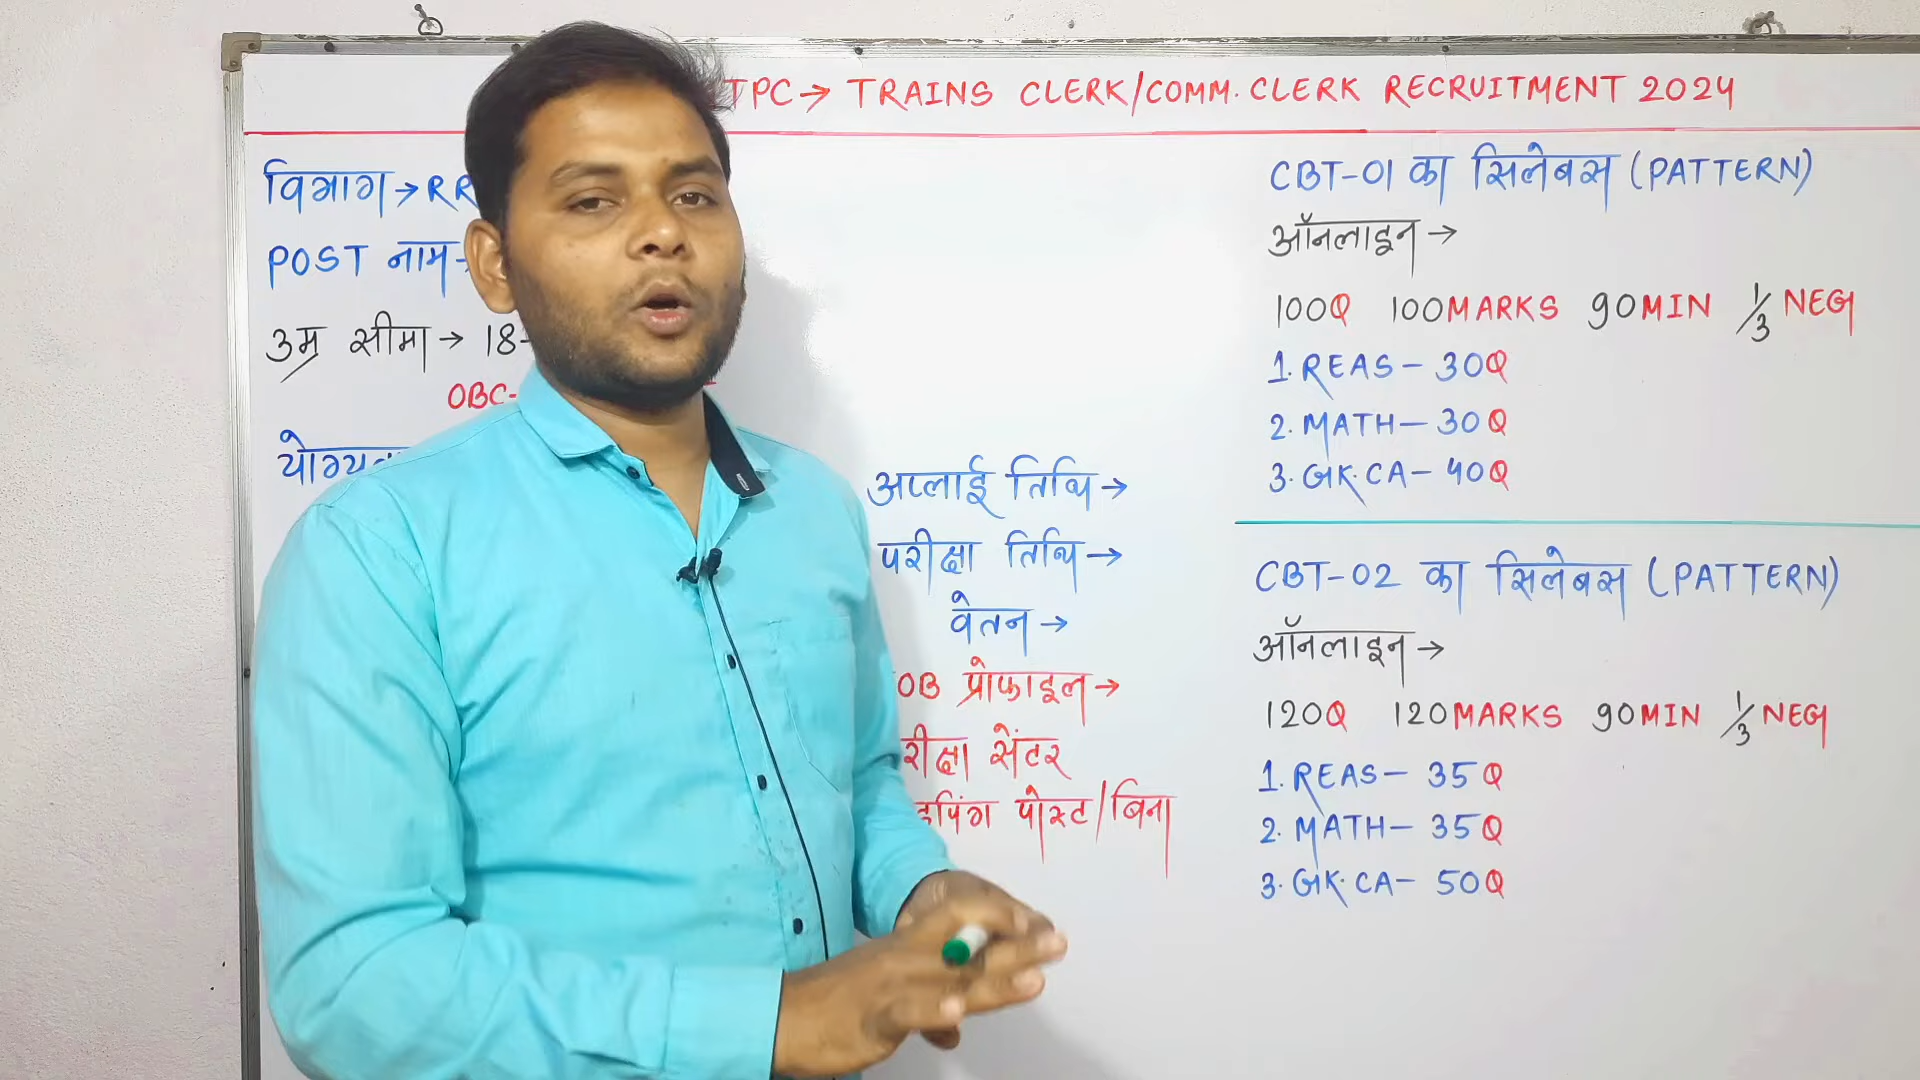 TPC→ TRAINS CLERK/COMM. CLERK RECRUITMENT 2024
विभाग → RR
POST नाम →
उम्र सीमा → 18-
OBC-
योग्यता
अप्लाई तिथि →
परीक्षा तिथि →
वेतन →
OB प्रोफाइल →
रीक्षा सेंटर
इपिंग पोस्ट/बिना
CBT-01 का सिलेबस (PATTERN)
ऑनलाइन →
100Q 100MARKS 90MIN 1/3 NEG
1. REAS - 30Q
2. MATH - 30Q
3. GK. CA - 40Q
CBT-02 का सिलेबस (PATTERN)
ऑनलाइन →
120Q 120MARKS 90MIN 1/3 NEG
1. REAS - 35Q
2. MATH - 35Q
3. GK. CA - 50Q